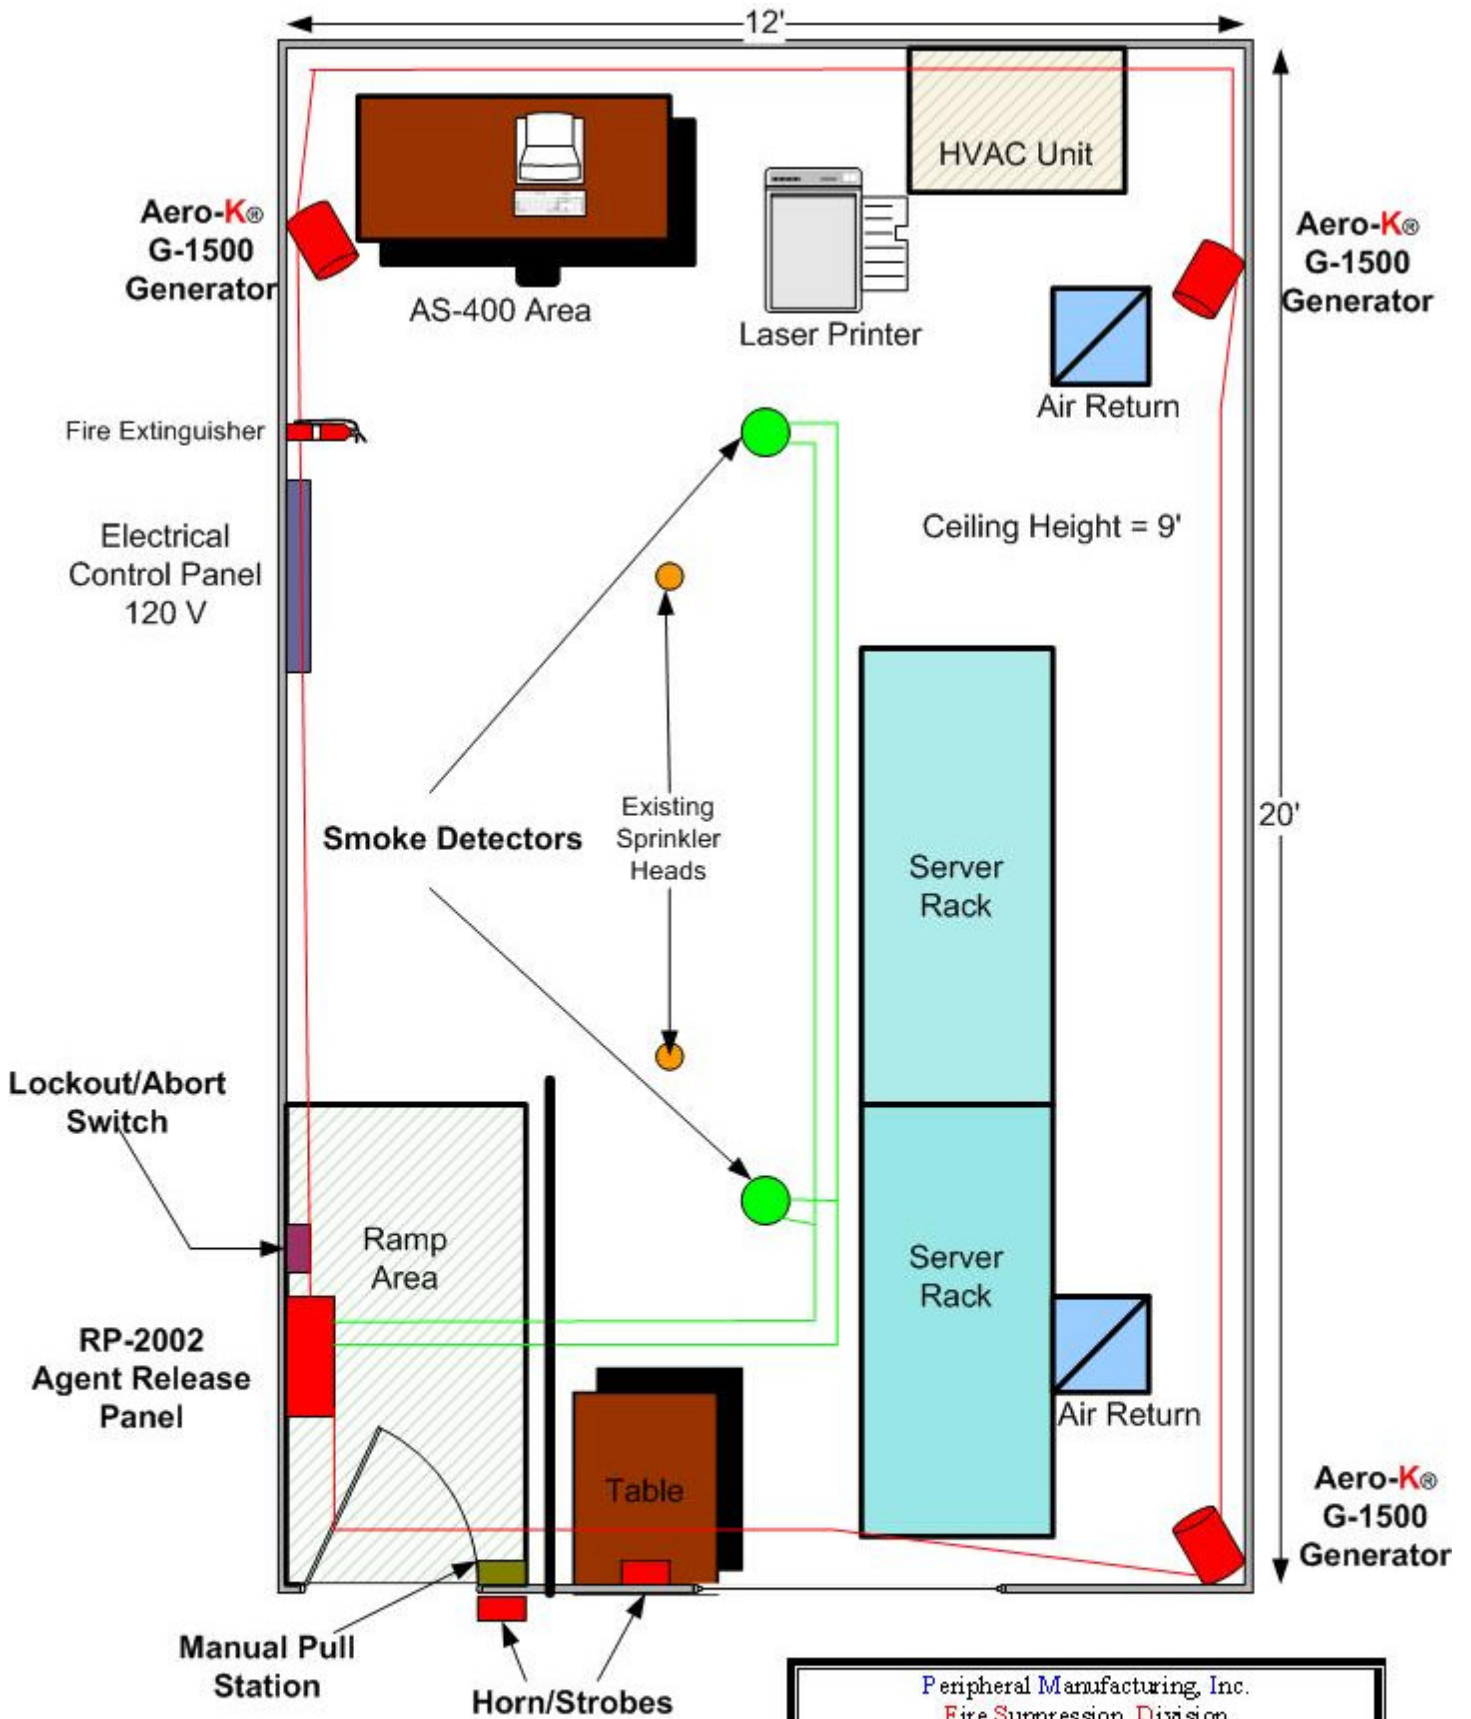 12'
HVAC Unit
Aero-K®
G-1500
Generator
Aero-K®
G-1500
Generator
AS-400 Area
Laser Printer
Air Return
Fire Extinguisher
Ceiling Height = 9'
Electrical
Control Panel
120 V
20'
Smoke Detectors
Existing
Sprinkler
Heads
Server
Rack
Lockout/Abort
Switch
Ramp
Area
Server
Rack
RP-2002
Agent Release
Panel
Air Return
Table
Aero-K®
G-1500
Generator
Manual Pull
Station
Horn/Strobes
Peripheral Manufacturing, Inc.
Fire Suppression Division